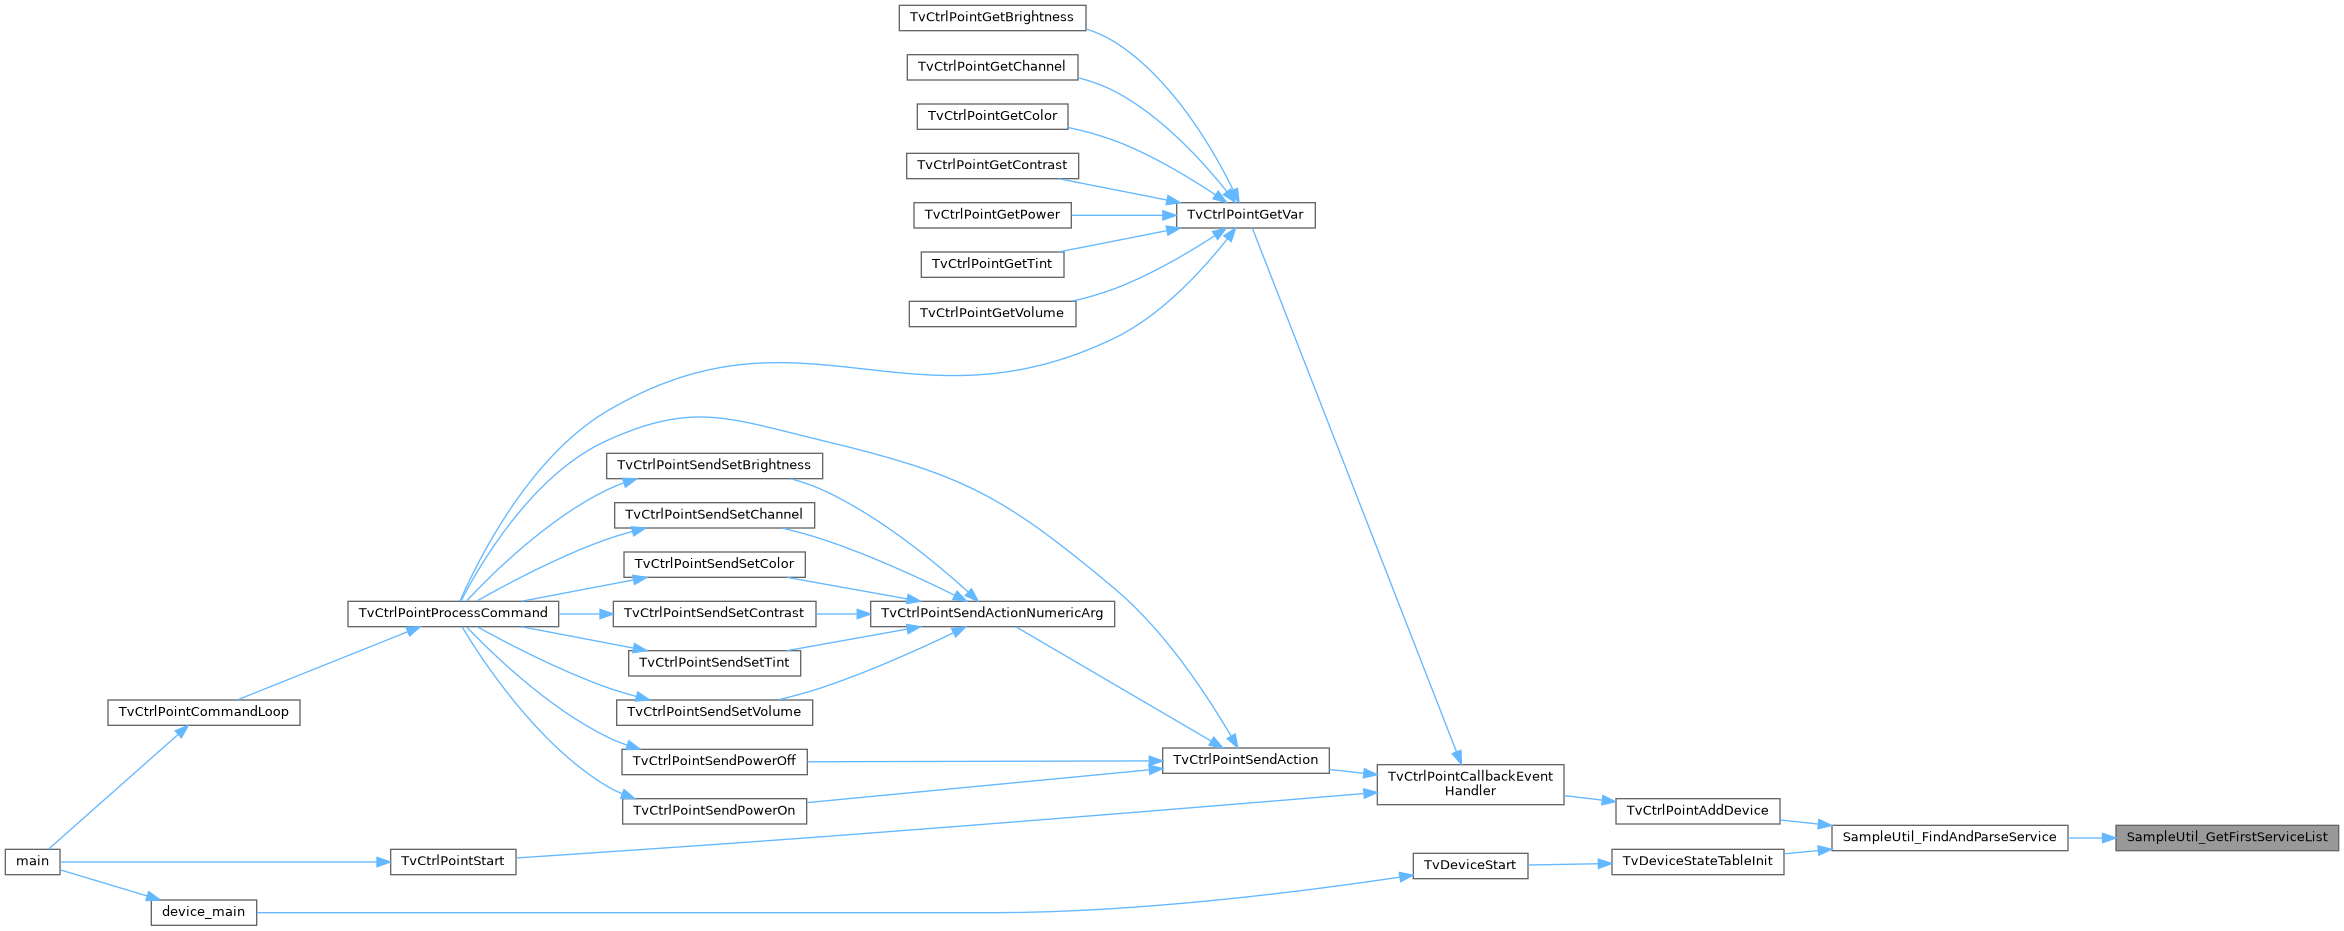 TvCtrlPointGetBrightness
TvCtrlPointGetChannel
TvCtrlPointGetColor
TvCtrlPointGetContrast
TvCtrlPointGetPower
TvCtrlPointGetVar
TvCtrlPointGetTint
TvCtrlPointGetVolume
TvCtrlPointSendSetBrightness
TvCtrlPointSendSetChannel
TvCtrlPointSendSetColor
TvCtrlPointProcessCommand
TvCtrlPointSendSetContrast
TvCtrlPointSendActionNumericArg
TvCtrlPointSendSetTint
TvCtrlPointCommandLoop
TvCtrlPointSendSetVolume
TvCtrlPointSendPowerOff
TvCtrlPointSendAction
TvCtrlPointCallbackEvent
Handler
TvCtrlPointSendPowerOn
TvCtrlPointAddDevice
SampleUtil_FindAndParseService
SampleUtil_GetFirstServiceList
main
TvCtrlPointStart
TvDeviceStart
TvDeviceStateTableInit
device_main